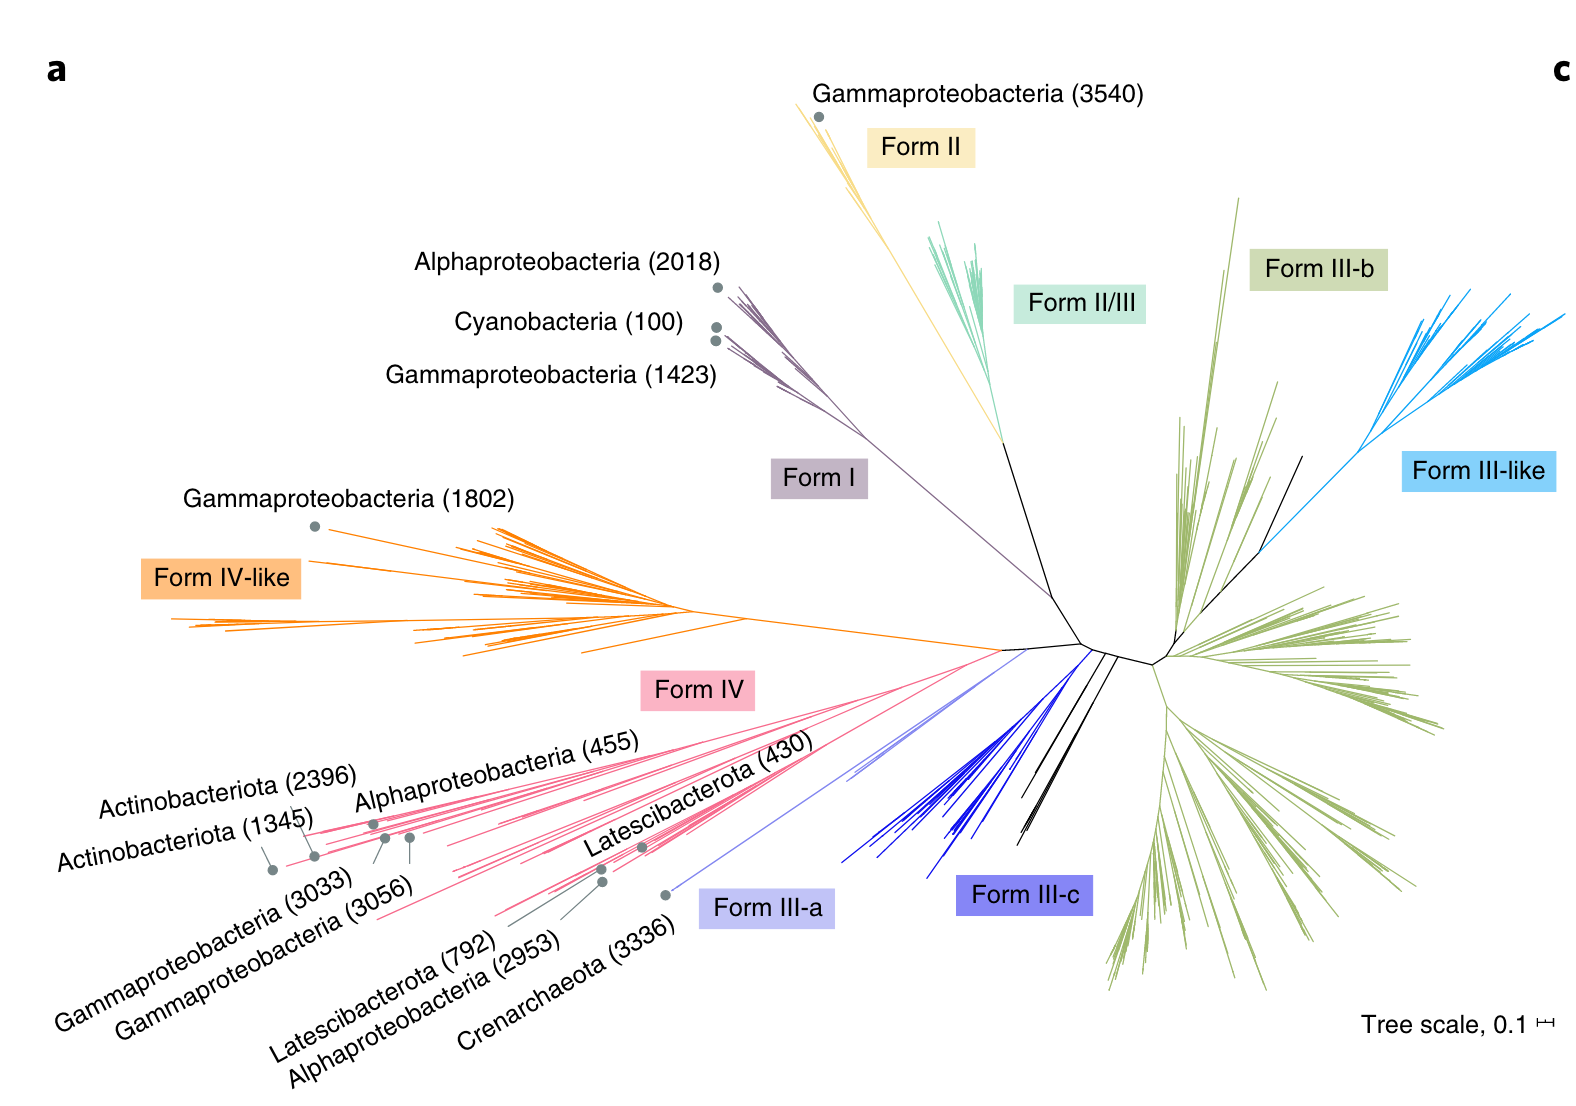 a
c
Gammaproteobacteria (3540)
Form II
Alphaproteobacteria (2018)
Form III-b
Form II/III
Cyanobacteria (100)
Gammaproteobacteria (1423)
Form I
Form III-like
Gammaproteobacteria (1802)
Form IV-like
Form IV
Alphaproteobacteria (455)
Latescibacterota (430)
Actinobacteriota (2396)
Actinobacteriota (1345)
Gammaproteobacteria (3033)
Gammaproteobacteria (3056)
Form III-a
Form III-c
Latescibacterota (792)
Alphaproteobacteria (2953)
Crenarchaeota (3336)
Tree scale, 0.1